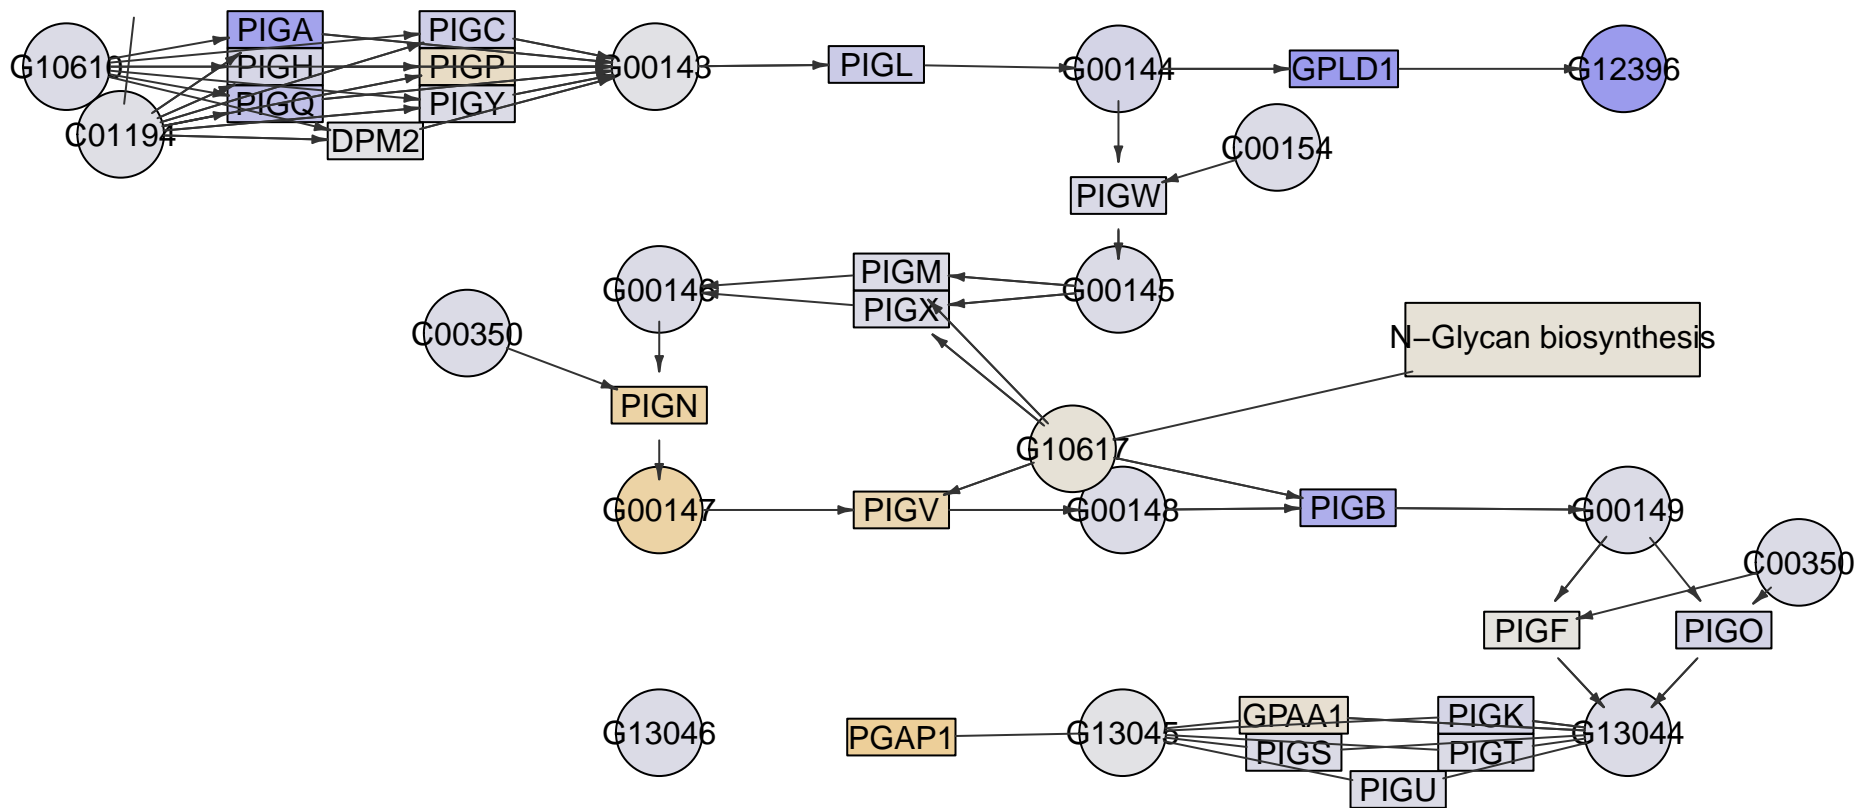 PIGA
PIGC
G10610
PIGH
PIGP
G00143
PIGL
G00144
GPLD1
G12396
PIGQ
PIGY
C01194
DPM2
C00154
PIGW
PIGM
G00146
G00145
PIGX
C00350
N–Glycan biosynthesis
PIGN
G10617
G00147
PIGV
G00148
PIGB
G00149
C00350
PIGF
PIGO
GPAA1
PIGK
G13046
PGAP1
G13045
G13044
PIGS
PIGT
PIGU